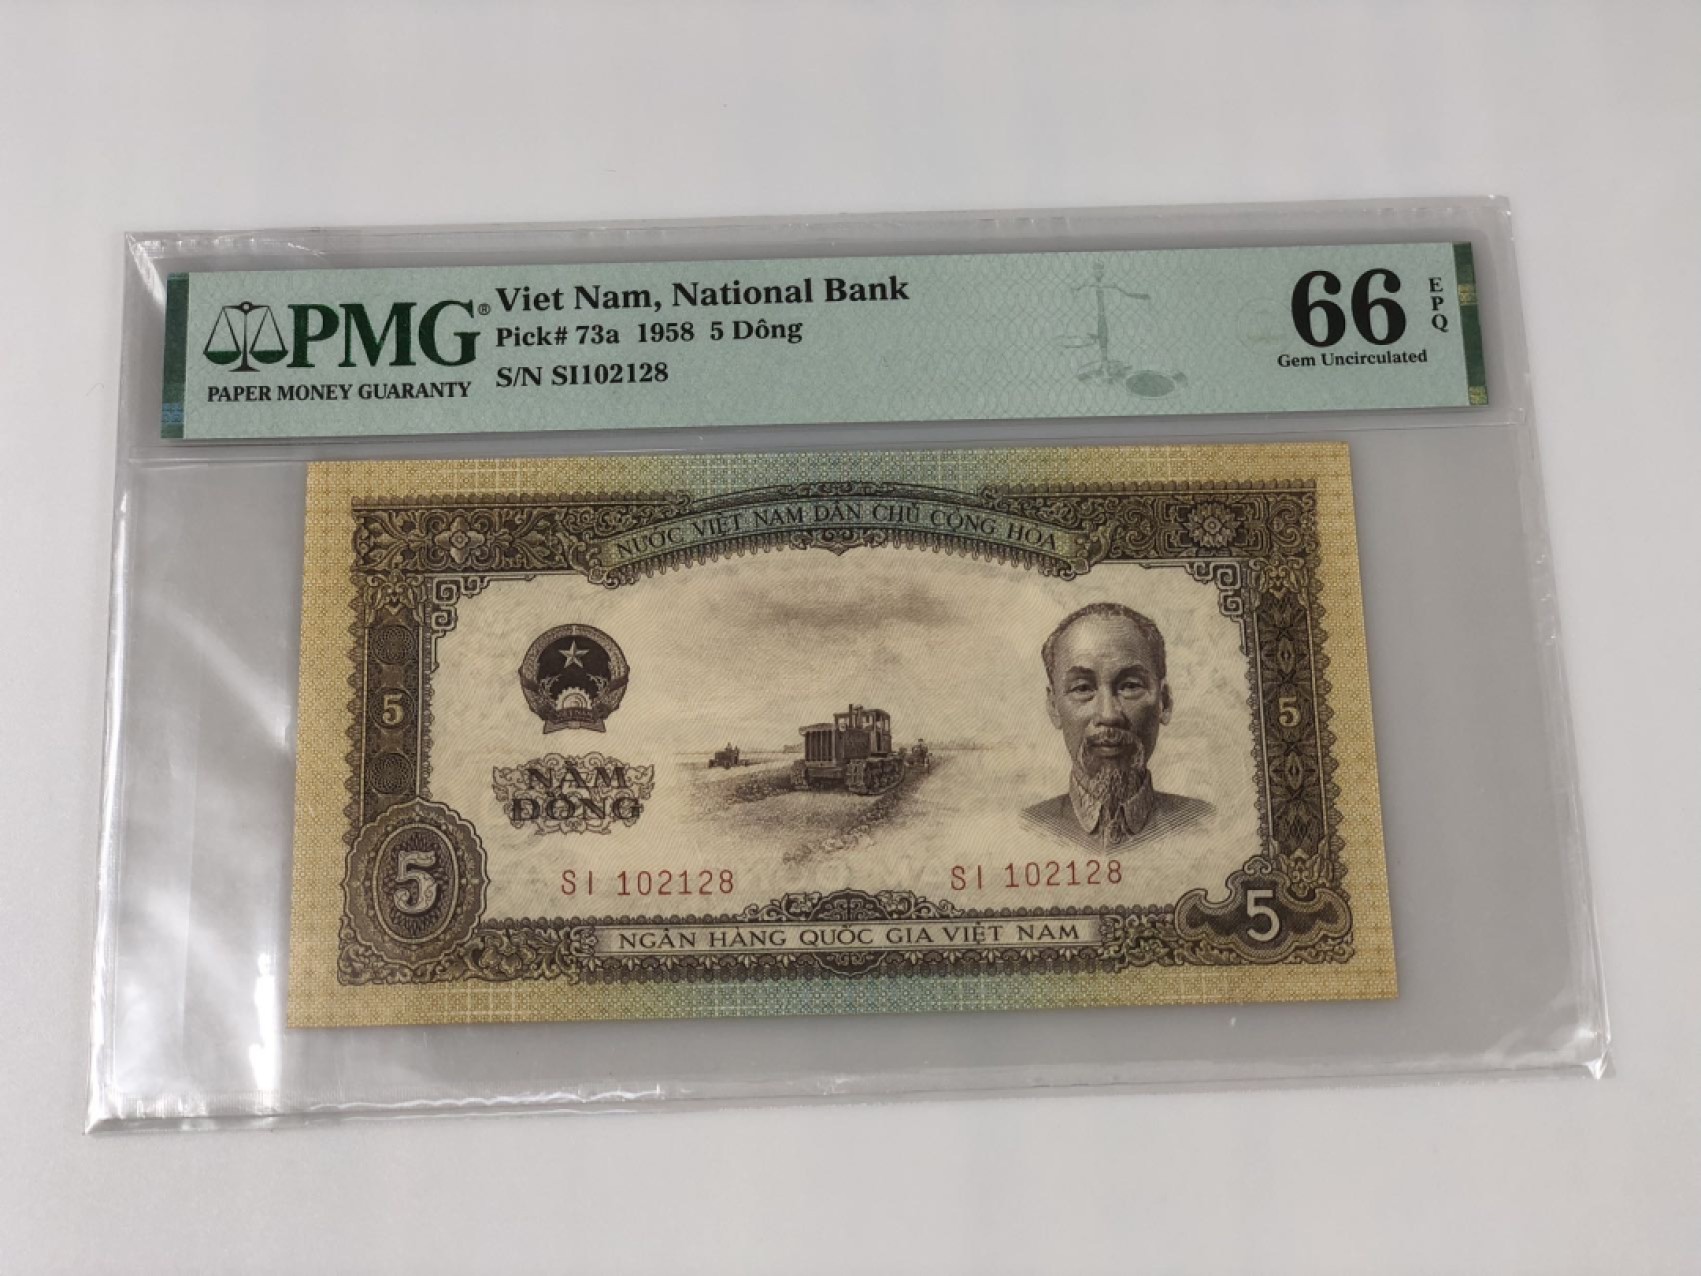 PMG®
PAPER MONEY GUARANTY
Viet Nam, National Bank
Pick# 73a 1958 5 Dông
S/N SI102128
66
EPQ
Gem Uncirculated
NƯỚC VIỆT NAM DÂN CHỦ CỘNG HÒA
5
5
NĂM
ĐỒNG
SI 102128
SI 102128
5
5
NGÂN HÀNG QUỐC GIA VIỆT NAM